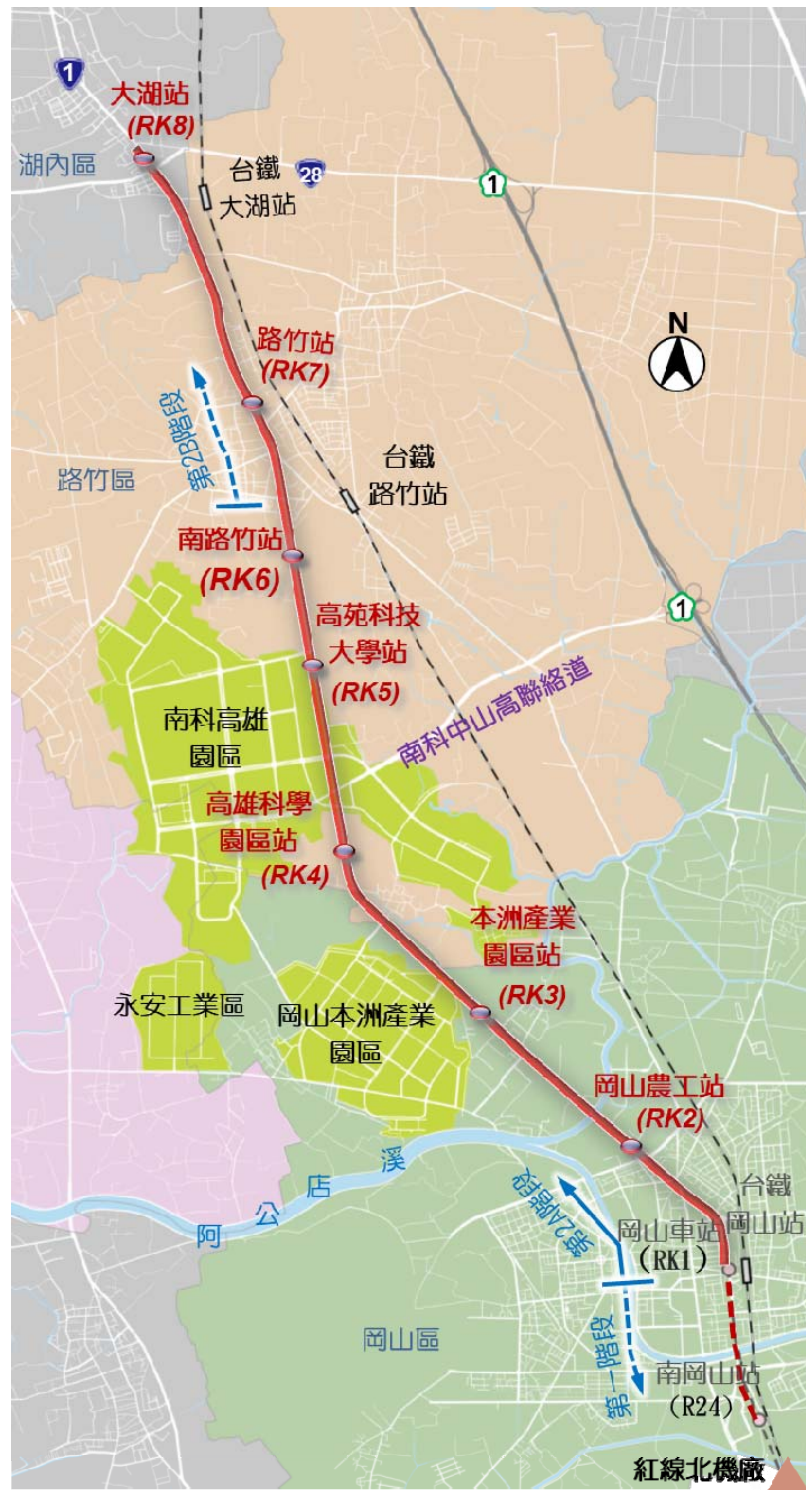 1
大湖站
(RK8)
湖內區
台鐵
大湖站
28
1
N
路竹站
(RK7)
第2B階段
路竹區
台鐵
路竹站
南路竹站
(RK6)
1
高苑科技
大學站
(RK5)
南科中山高聯絡道
南科高雄
園區
高雄科學
園區站
(RK4)
本洲產業
園區站
(RK3)
永安工業區
岡山本洲產業
園區
岡山農工站
(RK2)
阿公店溪
第2A階段
台鐵
岡山站
岡山車站
(RK1)
岡山區
第一階段
南岡山站
(R24)
紅線北機廠